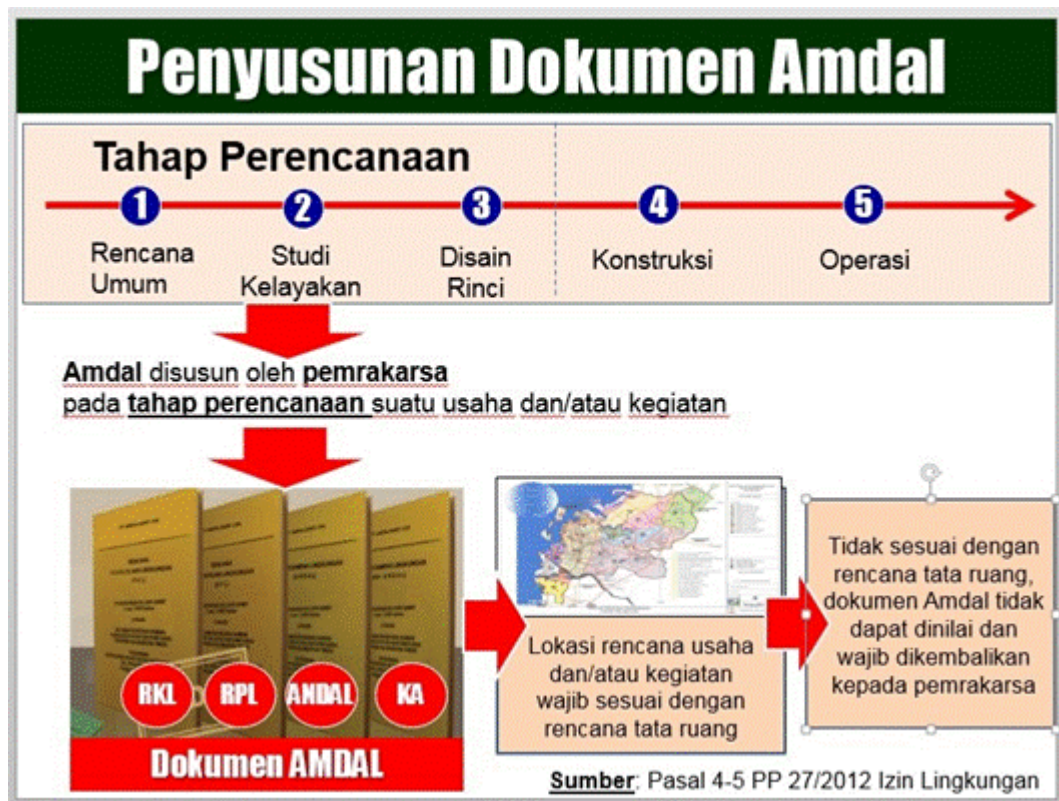 Penyusunan Dokumen Amdal
Tahap Perencanaan
1
2
3
4
5
Rencana
Umum
Studi
Kelayakan
Disain
Rinci
Konstruksi
Operasi
Amdal disusun oleh pemrakarsa
pada tahap perencanaan suatu usaha dan/atau kegiatan
RKL
RPL
ANDAL
KA
Dokumen AMDAL
Lokasi rencana usaha
dan/atau kegiatan
wajib sesuai dengan
rencana tata ruang
Tidak sesuai dengan
rencana tata ruang,
dokumen Amdal tidak
dapat dinilai dan
wajib dikembalikan
kepada pemrakarsa
Sumber: Pasal 4-5 PP 27/2012 Izin Lingkungan